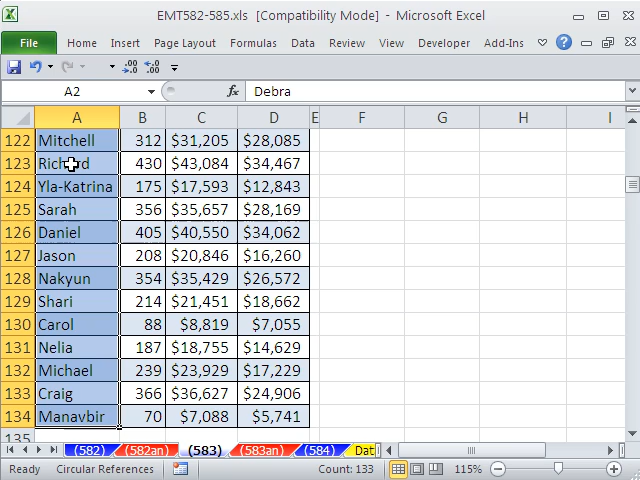 EMT582-585.xls [Compatibility Mode] - Microsoft Excel
File Home Insert Page Layout Formulas Data Review View Developer Add-Ins
A2 fx Debra
A B C D E F G H I
122 Mitchell 312 $31,205 $28,085
123 Richard 430 $43,084 $34,467
124 Yla-Katrina 175 $17,593 $12,843
125 Sarah 356 $35,657 $28,169
126 Daniel 405 $40,550 $34,062
127 Jason 208 $20,846 $16,260
128 Nakyun 354 $35,429 $26,572
129 Shari 214 $21,451 $18,662
130 Carol 88 $8,819 $7,055
131 Nelia 187 $18,755 $14,629
132 Michael 239 $23,929 $17,229
133 Craig 366 $36,627 $24,906
134 Manavbir 70 $7,088 $5,741
135
(582) (582an) (583) (583an) (584) Dat
Ready Circular References Count: 133 115%